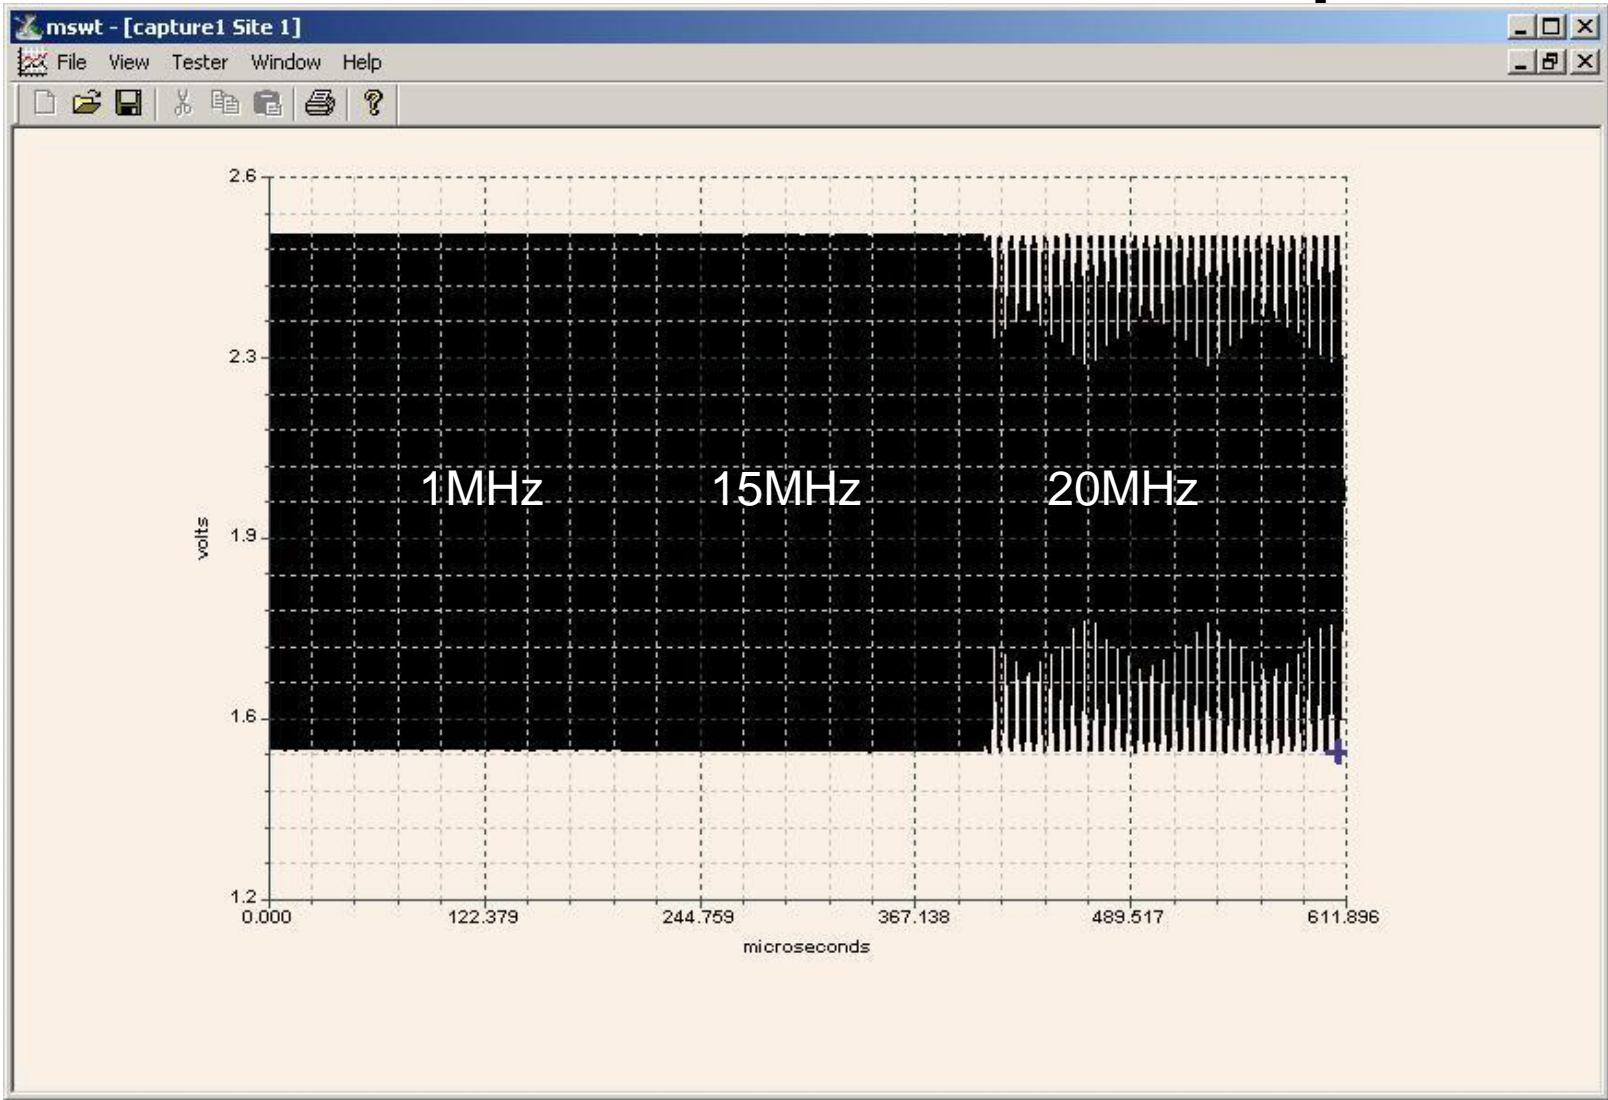 mswt - [capture1 Site 1]
File View Tester Window Help
2.6
2.3
1.9
1.6
1.2
volts
1MHz 15MHz 20MHz
0.000 122.379 244.759 367.138 489.517 611.896
microseconds